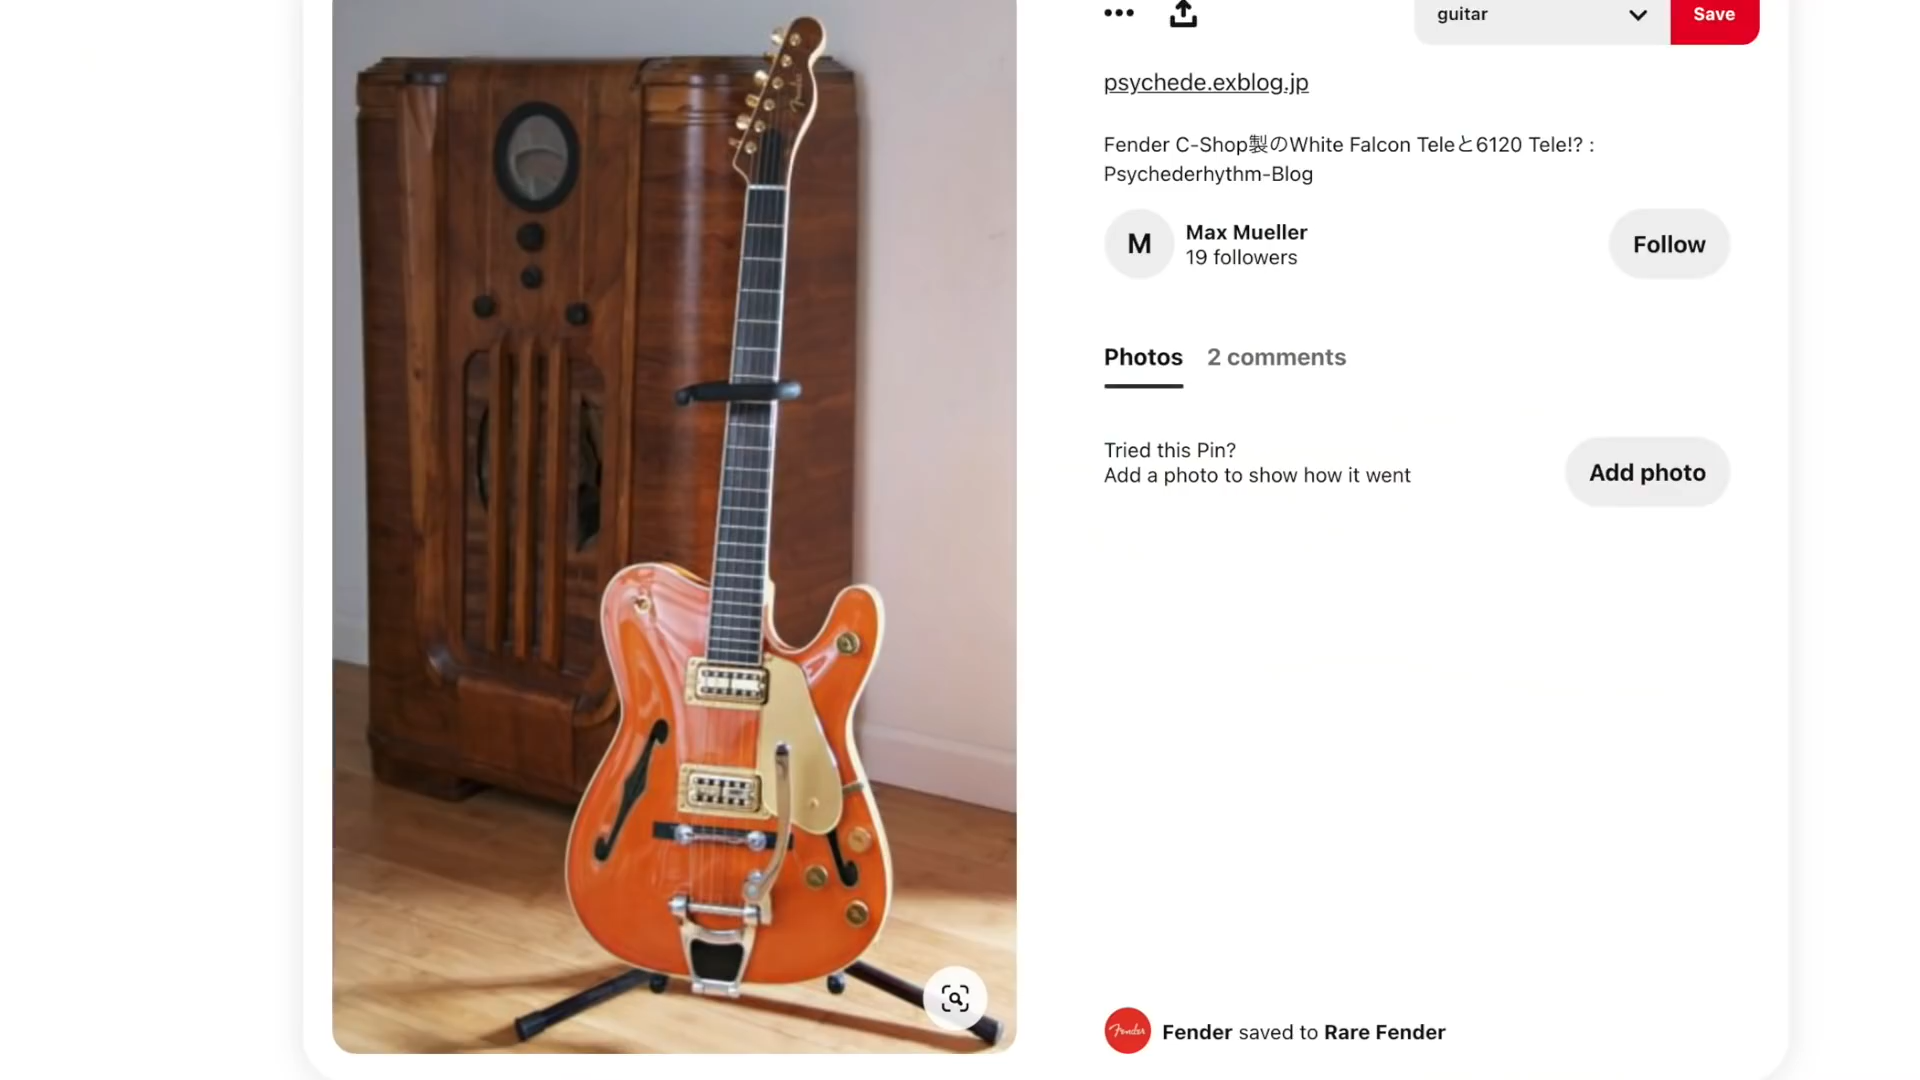 guitar
Save
psychede.exblog.jp
Fender C-Shop製のWhite Falcon Teleと6120 Tele!? :
Psychederhythm-Blog
M
Max Mueller
19 followers
Follow
Photos
2 comments
Tried this Pin?
Add a photo to show how it went
Add photo
Fender
Fender
Fender saved to Rare Fender